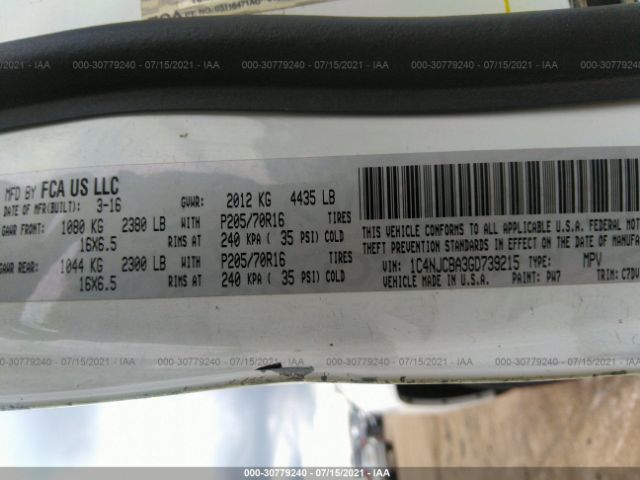 PT. NO. 05116471AD
/15/2021 - IAA
000-30779240 - 07/15/2021 - IAA
000-30779240 - 07/15/2021 - IAA
000-307792
MFD BY FCA US LLC
DATE OF MFR(BUILT): 3-16 GVWR: 2012 KG 4435 LB
GAWR FRONT: 1080 KG 2380 LB WITH P205/70R16 TIRES
16X6.5 RIMS AT 240 KPA ( 35 PSI) COLD
GAWR REAR: 1044 KG 2300 LB WITH P205/70R16 TIRES
16X6.5 RIMS AT 240 KPA ( 35 PSI) COLD
THIS VEHICLE CONFORMS TO ALL APPLICABLE U.S.A. FEDERAL MOT
THEFT PREVENTION STANDARDS IN EFFECT ON THE DATE OF MANU
VIN: 1C4NJCBA3GD739215 TYPE: MPV
VEHICLE MADE IN U.S.A. PAINT: PW7 TRIM: C7DV
/15/2021 - IAA
000-30779240 - 07/15/2021 - IAA
000-30779240 - 07/15/2021 - IAA
000-307792
000-30779240 - 07/15/2021 - IAA